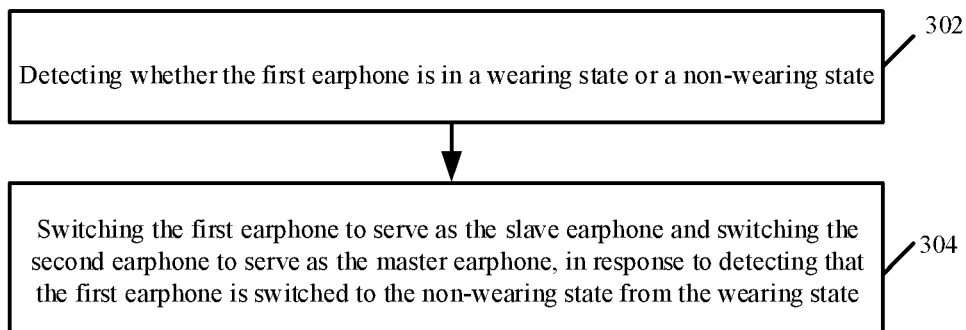 302
Detecting whether the first earphone is in a wearing state or a non-wearing state
Switching the first earphone to serve as the slave earphone and switching the
second earphone to serve as the master earphone, in response to detecting that
the first earphone is switched to the non-wearing state from the wearing state
304